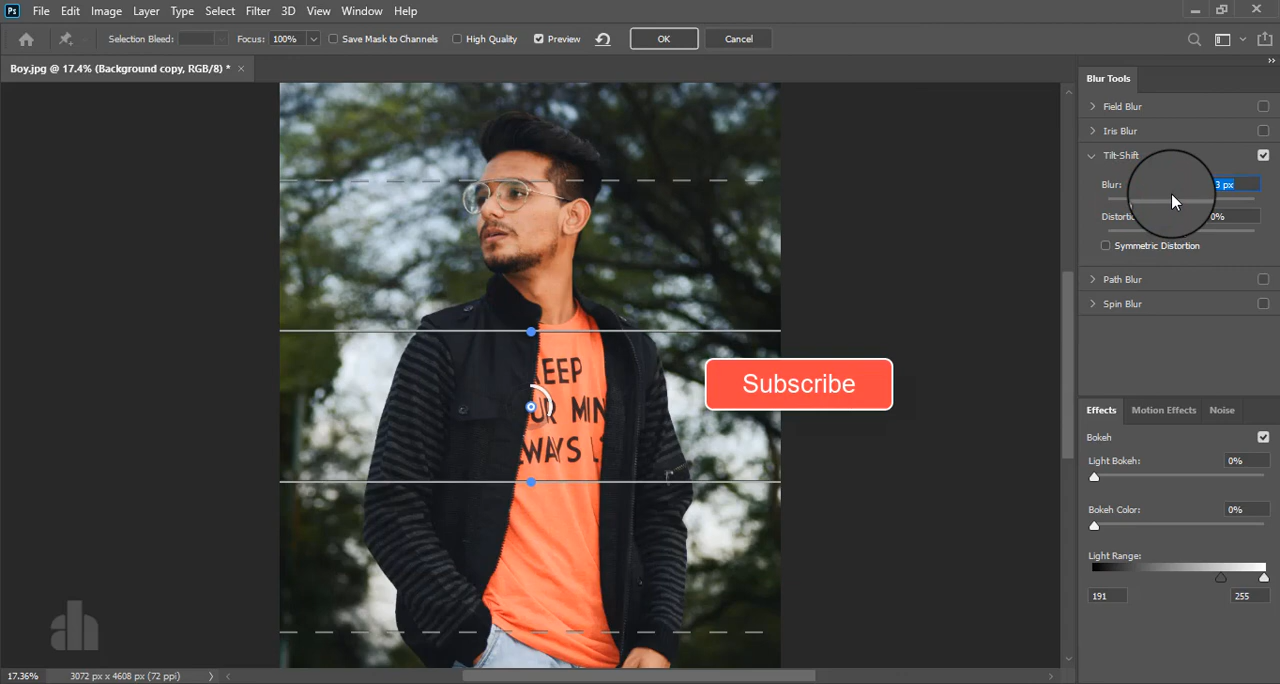 Ps File Edit Image Layer Type Select Filter 3D View Window Help
Selection Bleed: Focus: 100% Save Mask to Channels High Quality Preview OK Cancel
Boy.jpg @ 17.4% (Background copy, RGB/8) * ×
Blur Tools
Field Blur
Iris Blur
Tilt-Shift
Blur: 3 px
0%
Symmetric Distortion
Path Blur
Spin Blur
EEP
UR MIN
WAYS L
Subscribe
Effects Motion Effects Noise
Bokeh
Light Bokeh: 0%
Bokeh Color: 0%
Light Range:
191 255
ah
17.36% 3072 px x 4608 px (72 ppi)